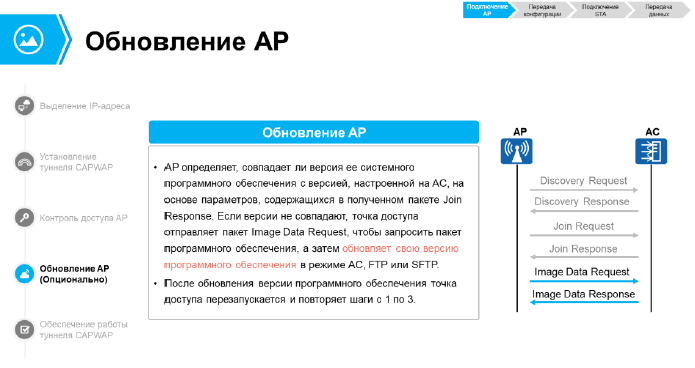 Подключение
AP
Передача
конфигурации
Подключение
STA
Передача
данных
Обновление AP
Выделение IP-адреса
Установление
туннеля CAPWAP
Контроль доступа AP
Обновление AP
(Опционально)
Обеспечение работы
туннеля CAPWAP
Обновление AP
• AP определяет, совпадает ли версия ее системного
программного обеспечения с версией, настроенной на AC, на
основе параметров, содержащихся в полученном пакете Join
Response. Если версии не совпадают, точка доступа
отправляет пакет Image Data Request, чтобы запросить пакет
программного обеспечения, а затем обновляет свою версию
программного обеспечения в режиме AC, FTP или SFTP.
• После обновления версии программного обеспечения точка
доступа перезапускается и повторяет шаги с 1 по 3.
AP
AC
Discovery Request
Discovery Response
Join Request
Join Response
Image Data Request
Image Data Response